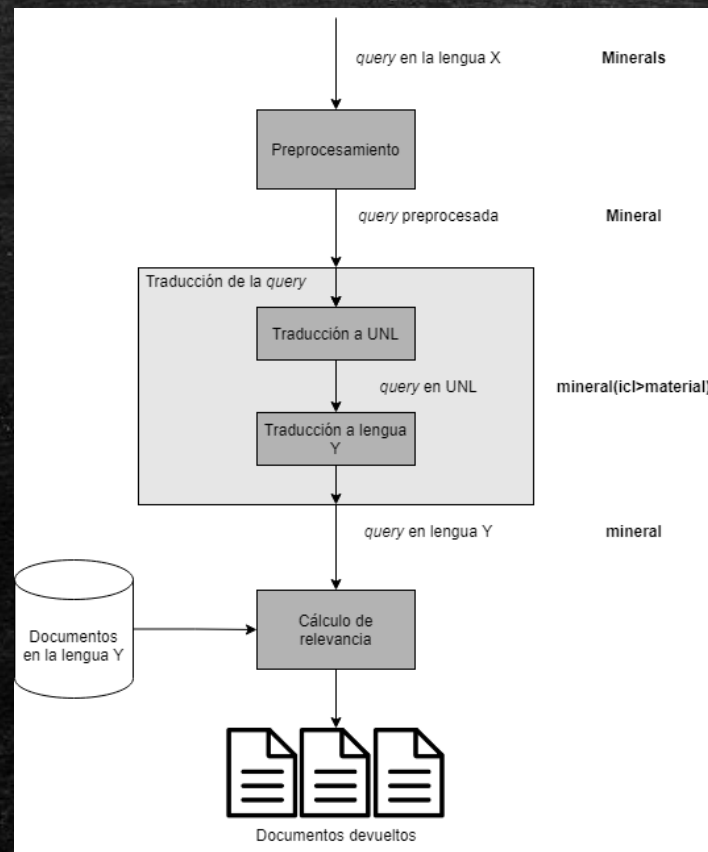 query en la lengua X
Minerals
Preprocesamiento
query preprocesada
Mineral
Traducción de la query
Traducción a UNL
query en UNL
mineral(icl>material)
Traducción a lengua
Y
query en lengua Y
mineral
Documentos
en la lengua Y
Cálculo de
relevancia
Documentos devueltos